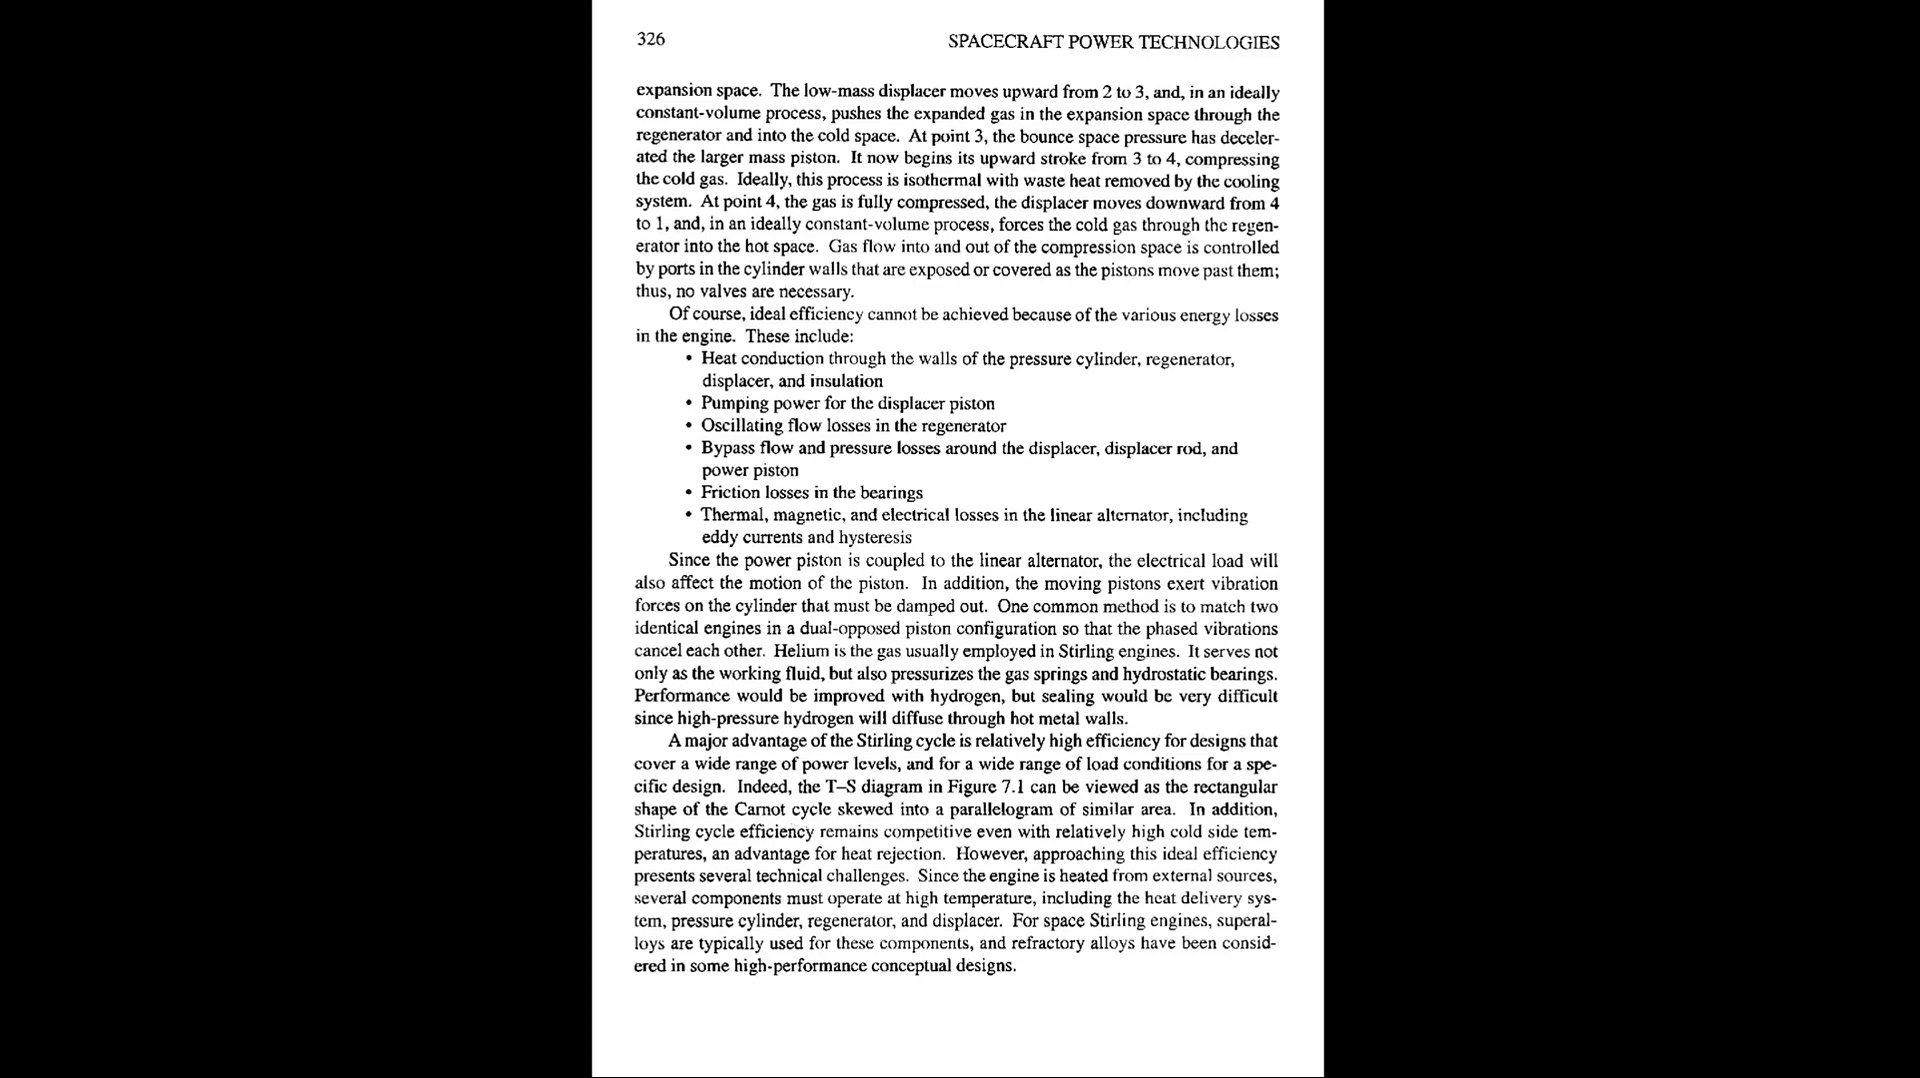 326
SPACECRAFT POWER TECHNOLOGIES
expansion space. The low-mass displacer moves upward from 2 to 3, and, in an ideally
constant-volume process, pushes the expanded gas in the expansion space through the
regenerator and into the cold space. At point 3, the bounce space pressure has deceler-
ated the larger mass piston. It now begins its upward stroke from 3 to 4, compressing
the cold gas. Ideally, this process is isothermal with waste heat removed by the cooling
system. At point 4, the gas is fully compressed, the displacer moves downward from 4
to 1, and, in an ideally constant-volume process, forces the cold gas through the regen-
erator into the hot space. Gas flow into and out of the compression space is controlled
by ports in the cylinder walls that are exposed or covered as the pistons move past them;
thus, no valves are necessary.
Of course, ideal efficiency cannot be achieved because of the various energy losses
in the engine. These include:
• Heat conduction through the walls of the pressure cylinder, regenerator,
displacer, and insulation
• Pumping power for the displacer piston
• Oscillating flow losses in the regenerator
• Bypass flow and pressure losses around the displacer, displacer rod, and
power piston
• Friction losses in the bearings
• Thermal, magnetic, and electrical losses in the linear alternator, including
eddy currents and hysteresis
Since the power piston is coupled to the linear alternator, the electrical load will
also affect the motion of the piston. In addition, the moving pistons exert vibration
forces on the cylinder that must be damped out. One common method is to match two
identical engines in a dual-opposed piston configuration so that the phased vibrations
cancel each other. Helium is the gas usually employed in Stirling engines. It serves not
only as the working fluid, but also pressurizes the gas springs and hydrostatic bearings.
Performance would be improved with hydrogen, but sealing would be very difficult
since high-pressure hydrogen will diffuse through hot metal walls.
A major advantage of the Stirling cycle is relatively high efficiency for designs that
cover a wide range of power levels, and for a wide range of load conditions for a spe-
cific design. Indeed, the T–S diagram in Figure 7.1 can be viewed as the rectangular
shape of the Carnot cycle skewed into a parallelogram of similar area. In addition,
Stirling cycle efficiency remains competitive even with relatively high cold side tem-
peratures, an advantage for heat rejection. However, approaching this ideal efficiency
presents several technical challenges. Since the engine is heated from external sources,
several components must operate at high temperature, including the heat delivery sys-
tem, pressure cylinder, regenerator, and displacer. For space Stirling engines, superal-
loys are typically used for these components, and refractory alloys have been consid-
ered in some high-performance conceptual designs.